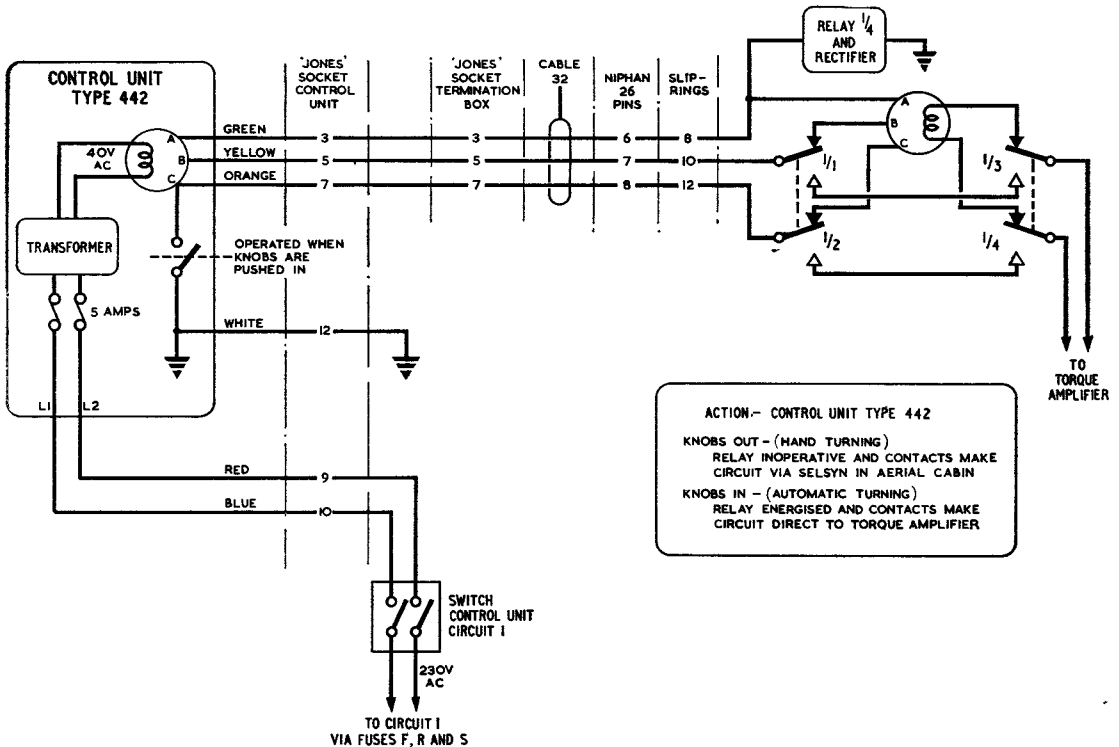 RELAY 1/4
AND
RECTIFIER
CONTROL UNIT
TYPE 442
'JONES'
SOCKET
CONTROL
UNIT
'JONES'
SOCKET
TERMINATION
BOX
CABLE
32
NIPHAN
26
PINS
SLIP-
RINGS
40V
AC
A
B
C
GREEN
3
3
6
8
YELLOW
5
5
7
10
ORANGE
7
7
8
12
A
B
C
1/1
1/3
1/2
1/4
TRANSFORMER
OPERATED WHEN
KNOBS ARE
PUSHED IN
5 AMPS
WHITE
12
L1
L2
TO
TORQUE
AMPLIFIER
ACTION.- CONTROL UNIT TYPE 442
KNOBS OUT - (HAND TURNING)
RELAY INOPERATIVE AND CONTACTS MAKE
CIRCUIT VIA SELSYN IN AERIAL CABIN
KNOBS IN - (AUTOMATIC TURNING)
RELAY ENERGISED AND CONTACTS MAKE
CIRCUIT DIRECT TO TORQUE AMPLIFIER
RED
9
BLUE
10
SWITCH
CONTROL UNIT
CIRCUIT 1
230V
AC
TO CIRCUIT 1
VIA FUSES F, R AND S